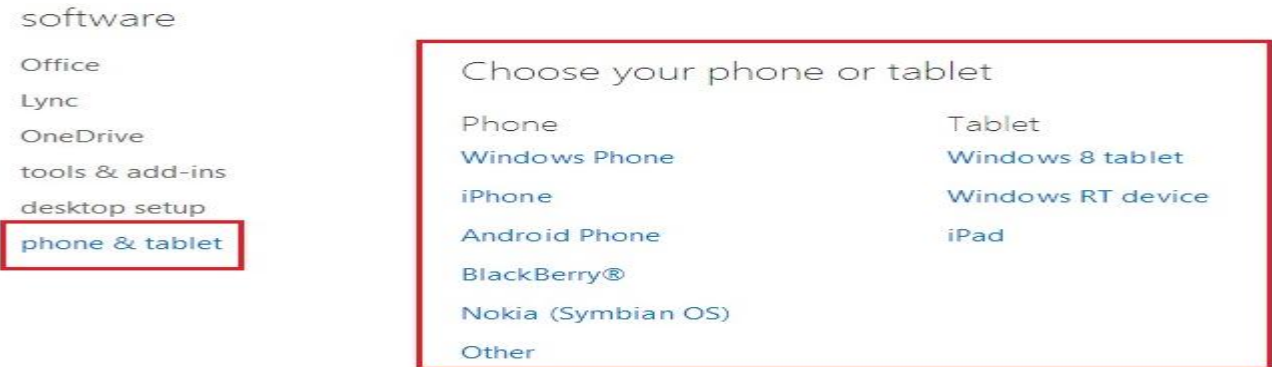 software
Office
Lync
OneDrive
tools & add-ins
desktop setup
phone & tablet
Choose your phone or tablet
Phone
Windows Phone
iPhone
Android Phone
BlackBerry®
Nokia (Symbian OS)
Other
Tablet
Windows 8 tablet
Windows RT device
iPad